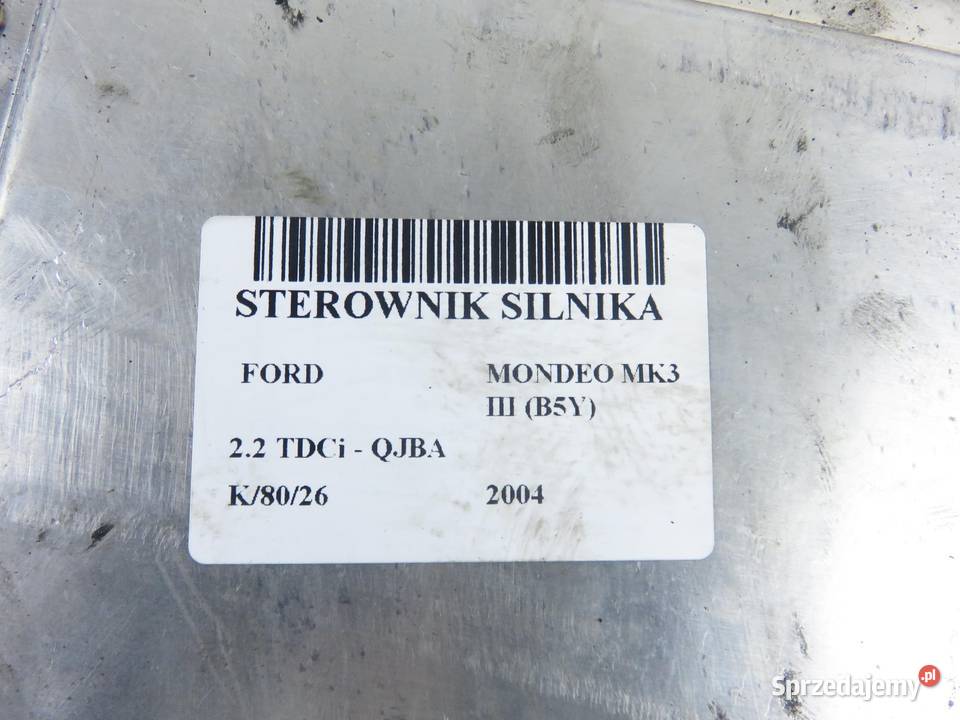 STEROWNIK SILNIKA
FORD MONDEO MK3
III (B5Y)
2.2 TDCi - QJBA
K/80/26 2004
Sprzedajemy.pl